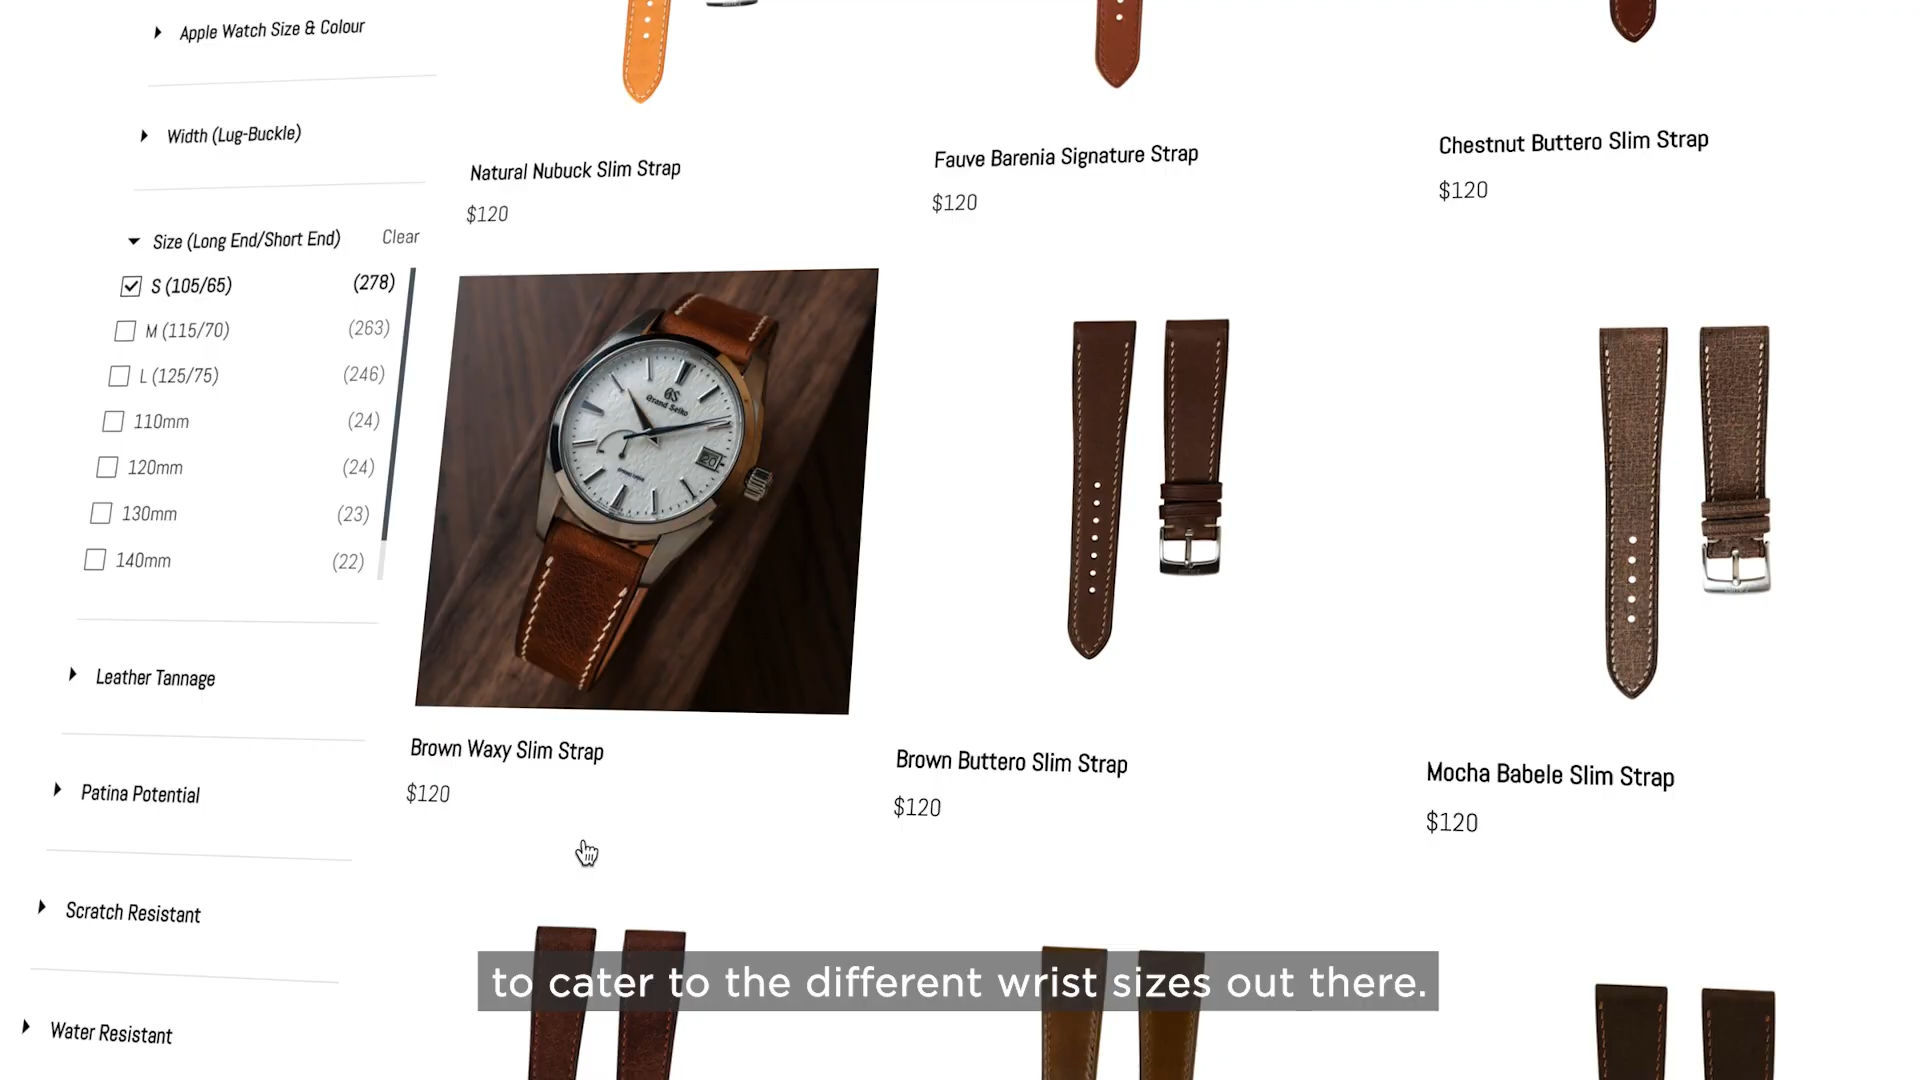 Apple Watch Size & Colour
Width (Lug-Buckle)
Size (Long End/Short End) Clear
S (105/65) (278)
M (115/70) (263)
L (125/75) (246)
110mm (24)
120mm (24)
130mm (23)
140mm (22)
Leather Tannage
Patina Potential
Scratch Resistant
Water Resistant
Natural Nubuck Slim Strap
$120
Fauve Barenia Signature Strap
$120
Chestnut Buttero Slim Strap
$120
GS
Grand Seiko
20
Brown Waxy Slim Strap
$120
Brown Buttero Slim Strap
$120
Mocha Babele Slim Strap
$120
to cater to the different wrist sizes out there.